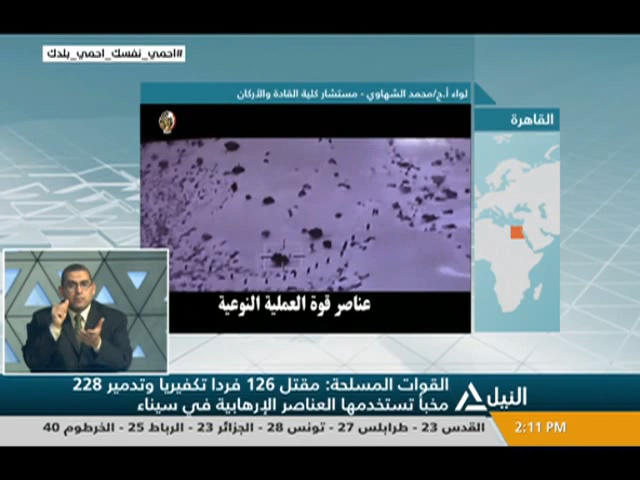 #احمي_نفسك_احمي_بلدك
لواء أ.ح/محمد الشهاوي - مستشار كلية القادة والأركان
القاهرة
عناصر قوة العملية النوعية
القوات المسلحة: مقتل 126 فردا تكفيريا وتدمير 228
مخبأ تستخدمها العناصر الإرهابية في سيناء
النيل
القدس 23 - طرابلس 27 - تونس 28 - الجزائر 23 - الرباط 25 - الخرطوم 40
2:11 PM